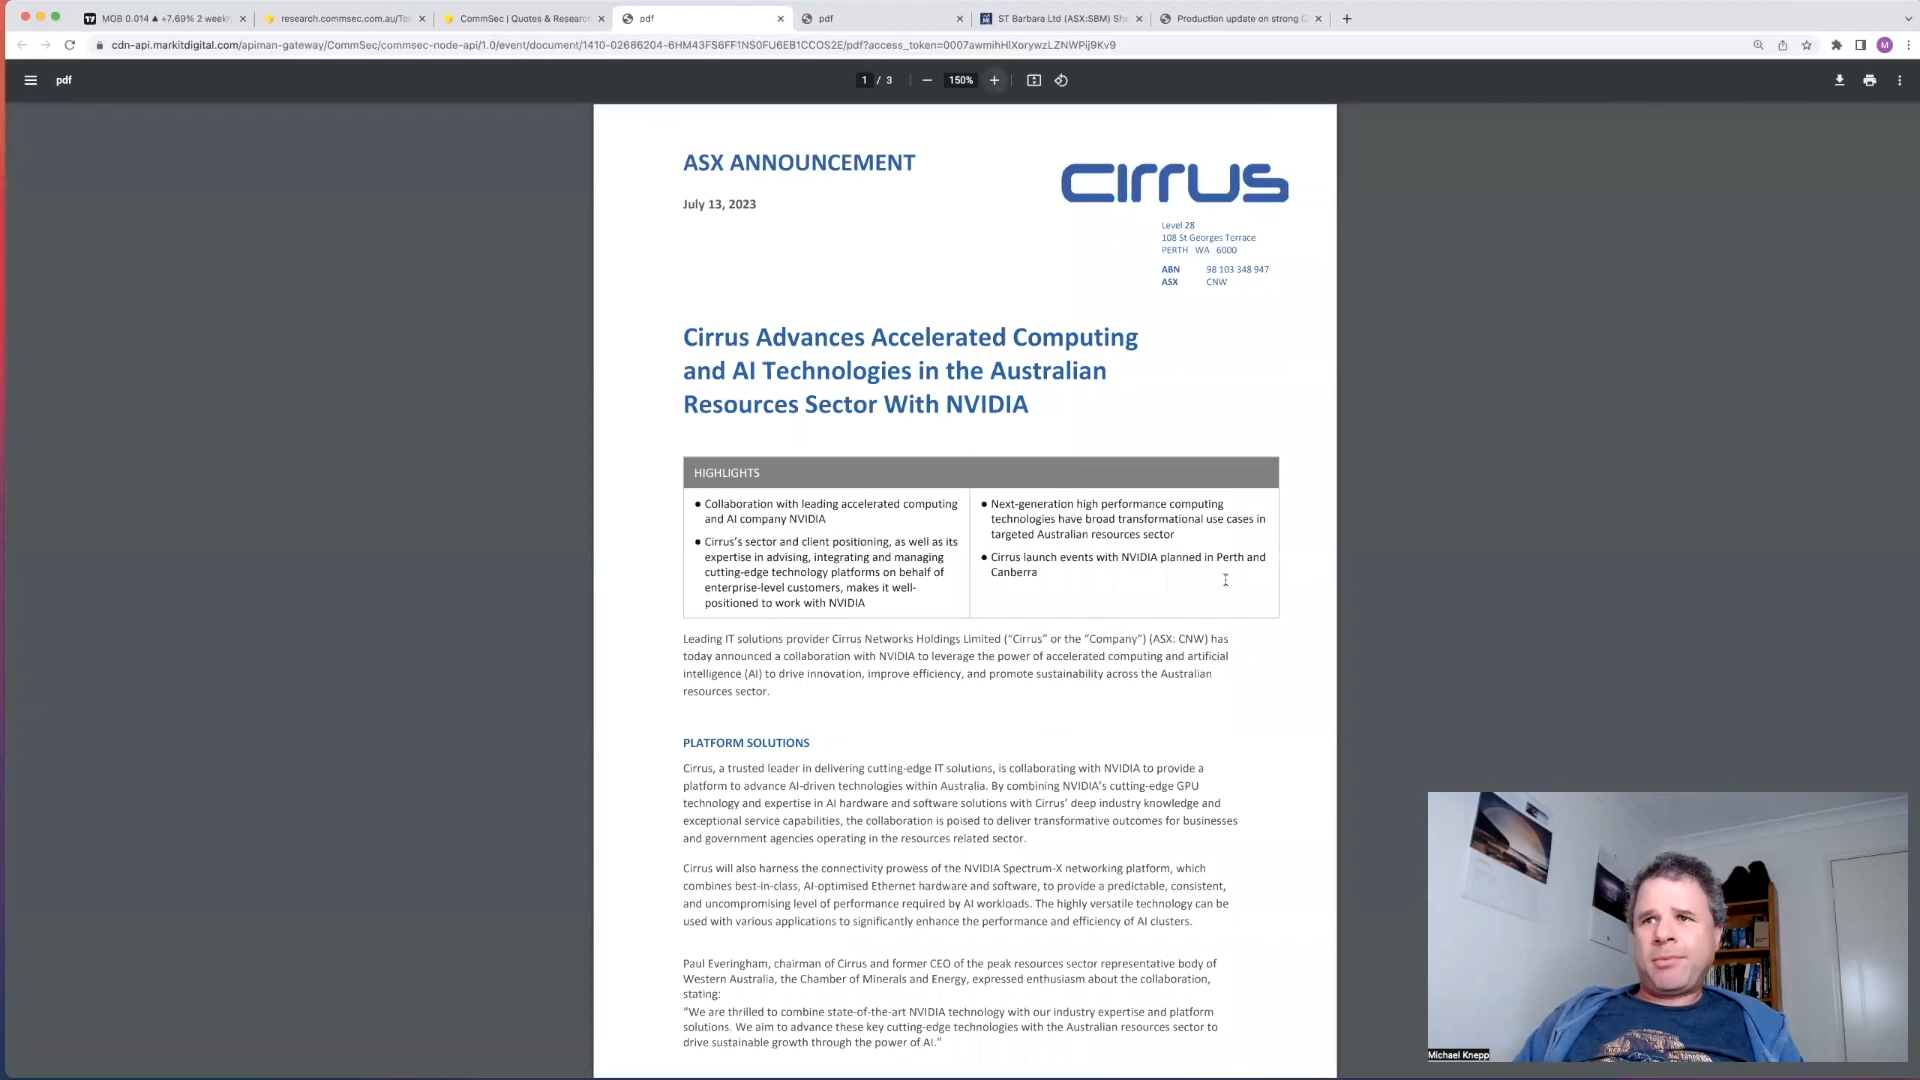 MOB 0.014 ▲ +7.69% 2 week
research.commsec.com.au/To
CommSec | Quotes & Resear
pdf
pdf
ST Barbara Ltd (ASX:SBM) Sh
Production update on strong
cdn-api.markitdigital.com/apiman-gateway/CommSec/commsec-node-api/1.0/event/document/1410-02686204-6HM43FS6FF1NS0FU6EB1CCOS2E/pdf?access_token=0007awmihHlXorywzLZNWPij9Kv9
M
pdf
1 / 3
150%
ASX ANNOUNCEMENT
cirrus
July 13, 2023
Level 28
108 St Georges Terrace
PERTH WA 6000
ABN 98 103 348 947
ASX CNW
Cirrus Advances Accelerated Computing
and AI Technologies in the Australian
Resources Sector With NVIDIA
HIGHLIGHTS
● Collaboration with leading accelerated computing
and AI company NVIDIA
● Cirrus's sector and client positioning, as well as its
expertise in advising, integrating and managing
cutting-edge technology platforms on behalf of
enterprise-level customers, makes it well-
positioned to work with NVIDIA
● Next-generation high performance computing
technologies have broad transformational use cases in
targeted Australian resources sector
● Cirrus launch events with NVIDIA planned in Perth and
Canberra
Leading IT solutions provider Cirrus Networks Holdings Limited (“Cirrus” or the “Company”) (ASX: CNW) has
today announced a collaboration with NVIDIA to leverage the power of accelerated computing and artificial
intelligence (AI) to drive innovation, improve efficiency, and promote sustainability across the Australian
resources sector.
PLATFORM SOLUTIONS
Cirrus, a trusted leader in delivering cutting-edge IT solutions, is collaborating with NVIDIA to provide a
platform to advance AI-driven technologies within Australia. By combining NVIDIA's cutting-edge GPU
technology and expertise in AI hardware and software solutions with Cirrus' deep industry knowledge and
exceptional service capabilities, the collaboration is poised to deliver transformative outcomes for businesses
and government agencies operating in the resources related sector.
Cirrus will also harness the connectivity prowess of the NVIDIA Spectrum-X networking platform, which
combines best-in-class, AI-optimised Ethernet hardware and software, to provide a predictable, consistent,
and uncompromising level of performance required by AI workloads. The highly versatile technology can be
used with various applications to significantly enhance the performance and efficiency of AI clusters.
Paul Everingham, chairman of Cirrus and former CEO of the peak resources sector representative body of
Western Australia, the Chamber of Minerals and Energy, expressed enthusiasm about the collaboration,
stating:
“We are thrilled to combine state-of-the-art NVIDIA technology with our industry expertise and platform
solutions. We aim to advance these key cutting-edge technologies with the Australian resources sector to
drive sustainable growth through the power of AI.”
Michael Knepp